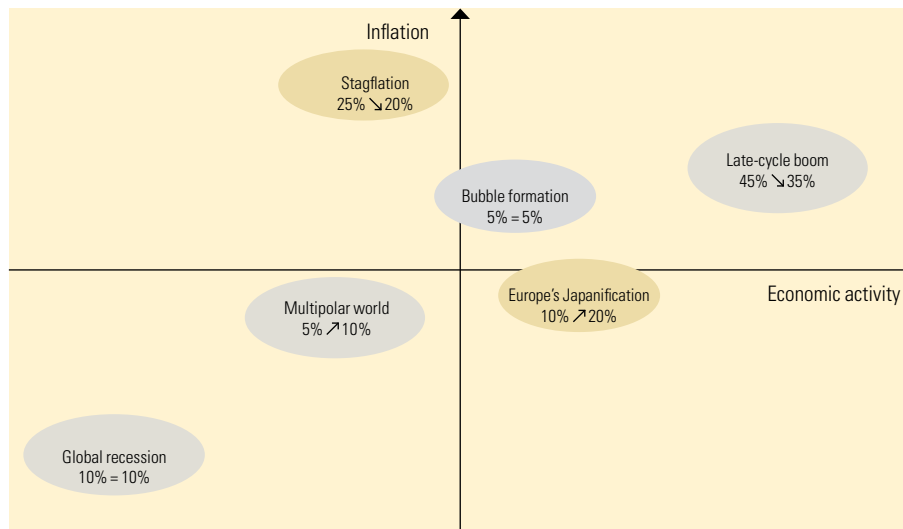 Inflation
Stagflation
25% ↘ 20%
Late-cycle boom
45% ↘ 35%
Bubble formation
5% = 5%
Economic activity
Europe's Japanification
10% ↗ 20%
Multipolar world
5% ↗ 10%
Global recession
10% = 10%